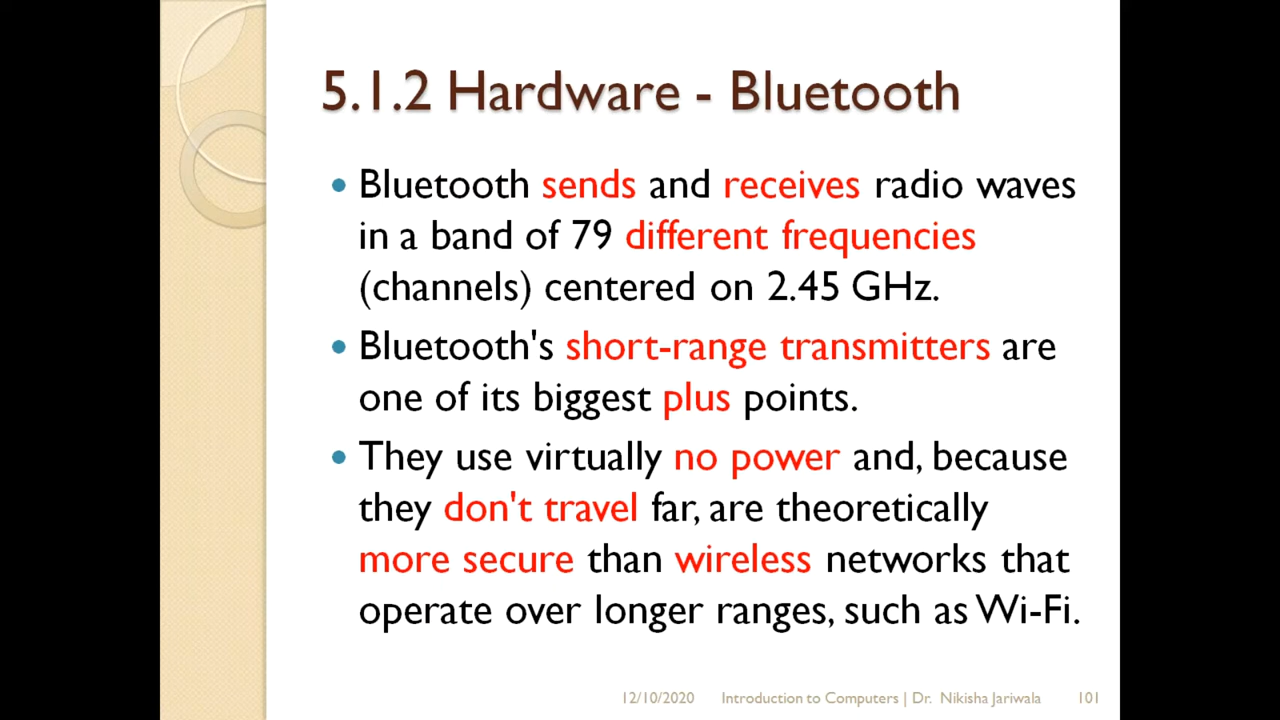 5.1.2 Hardware - Bluetooth
• Bluetooth sends and receives radio waves
in a band of 79 different frequencies
(channels) centered on 2.45 GHz.
• Bluetooth's short-range transmitters are
one of its biggest plus points.
• They use virtually no power and, because
they don't travel far, are theoretically
more secure than wireless networks that
operate over longer ranges, such as Wi-Fi.
12/10/2020 Introduction to Computers | Dr. Nikisha Jariwala 101